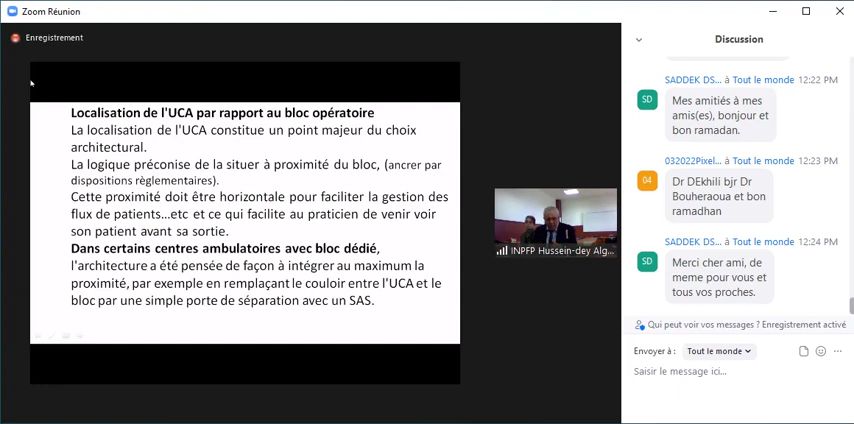 Zoom Réunion
Enregistrement
Localisation de l'UCA par rapport au bloc opératoire
La localisation de l'UCA constitue un point majeur du choix
architectural.
La logique préconise de la situer à proximité du bloc, (ancrer par
dispositions règlementaires).
Cette proximité doit être horizontale pour faciliter la gestion des
flux de patients...etc et ce qui facilite au praticien de venir voir
son patient avant sa sortie.
Dans certains centres ambulatoires avec bloc dédié,
l'architecture a été pensée de façon à intégrer au maximum la
proximité, par exemple en remplaçant le couloir entre l'UCA et le
bloc par une simple porte de séparation avec un SAS.
INPFP Hussein-dey Alg...
Discussion
SADDEK DS... à Tout le monde 12:22 PM
SD
Mes amitiés à mes
amis(es), bonjour et
bon ramadan.
032022Pixel... à Tout le monde 12:23 PM
04
Dr DEkhili bjr Dr
Bouheraoua et bon
ramadhan
SADDEK DS... à Tout le monde 12:24 PM
SD
Merci cher ami, de
meme pour vous et
tous vos proches.
Qui peut voir vos messages ? Enregistrement activé
Envoyer à : Tout le monde
Saisir le message ici...